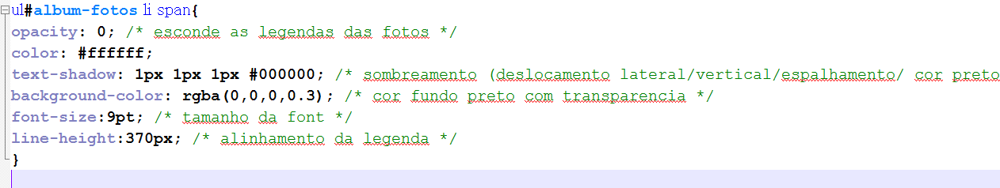 ul#album-fotos li span{
opacity: 0; /* esconde as legendas das fotos */
color: #ffffff;
text-shadow: 1px 1px 1px #000000; /* sombreamento (deslocamento lateral/vertical/espalhamento/ cor preto
background-color: rgba(0,0,0,0.3); /* cor fundo preto com transparencia */
font-size:9pt; /* tamanho da font */
line-height:370px; /* alinhamento da legenda */
}